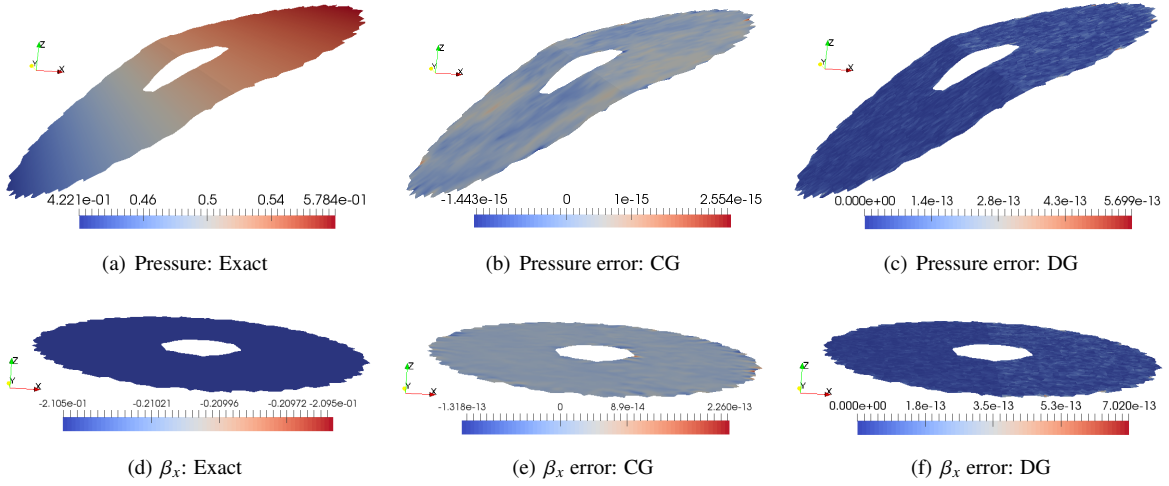 Z
Y
X
4.221e-01 0.46 0.5 0.54 5.784e-01
(a) Pressure: Exact
Z
Y
X
-1.443e-15 0 1e-15 2.554e-15
(b) Pressure error: CG
Z
Y
X
0.000e+00 1.4e-13 2.8e-13 4.3e-13 5.699e-13
(c) Pressure error: DG
Z
Y
X
-2.105e-01 -0.21021 -0.20996 -0.20972 -2.095e-01
(d) βx: Exact
Z
Y
X
-1.318e-13 0 8.9e-14 2.260e-13
(e) βx error: CG
Z
Y
X
0.000e+00 1.8e-13 3.5e-13 5.3e-13 7.020e-13
(f) βx error: DG